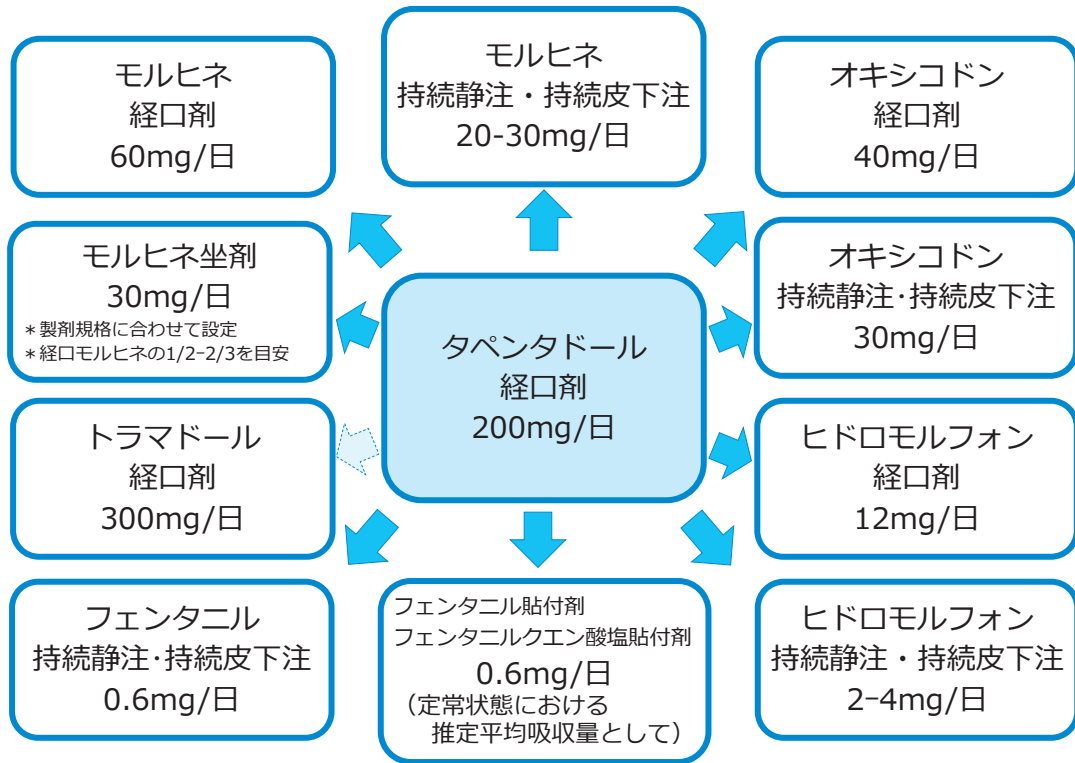 モルヒネ
経口剤
60mg/日
モルヒネ
持続静注・持続皮下注
20-30mg/日
オキシコドン
経口剤
40mg/日
モルヒネ坐剤
30mg/日
＊製剤規格に合わせて設定
＊経口モルヒネの1/2−2/3を目安
タペンタドール
経口剤
200mg/日
オキシコドン
持続静注･持続皮下注
30mg/日
トラマドール
経口剤
300mg/日
ヒドロモルフォン
経口剤
12mg/日
フェンタニル
持続静注･持続皮下注
0.6mg/日
フェンタニル貼付剤
フェンタニルクエン酸塩貼付剤
0.6mg/日
（定常状態における
推定平均吸収量として）
ヒドロモルフォン
持続静注・持続皮下注
2−4mg/日